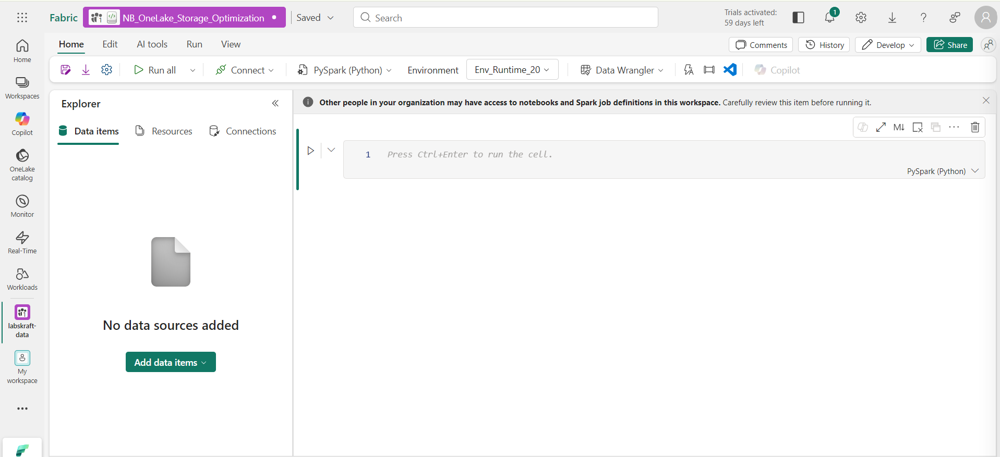 Fabric
1
NB_OneLake_Storage_Optimization
Saved
Search
Trials activated:
59 days left
1
Home
Edit
AI tools
Run
View
Comments
History
Develop
Share
Run all
Connect
PySpark (Python)
Environment
Env_Runtime_20
Data Wrangler
Copilot
Home
Workspaces
Copilot
OneLake
catalog
Monitor
Real-Time
Workloads
1
labskraft-
data
My
workspace
Explorer
Data items
Resources
Connections
No data sources added
Add data items
Other people in your organization may have access to notebooks and Spark job definitions in this workspace. Carefully review this item before running it.
M↓
1 Press Ctrl+Enter to run the cell.
PySpark (Python)